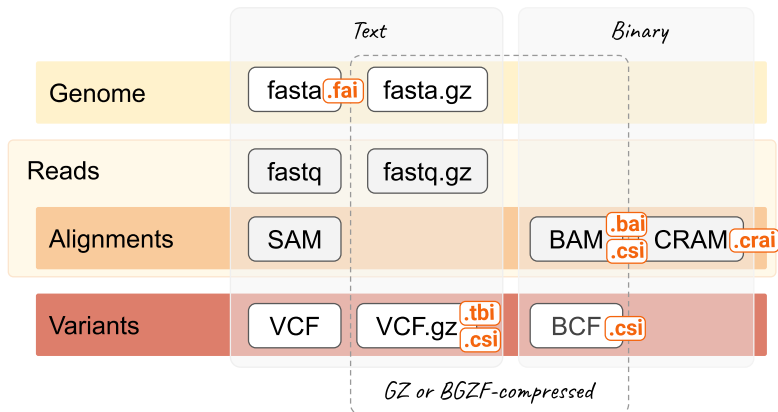 Text Binary
Genome fasta .fai fasta.gz
Reads fastq fastq.gz
Alignments SAM BAM .bai .csi CRAM .crai
Variants VCF VCF.gz .tbi .csi BCF .csi
GZ or BGZF-compressed